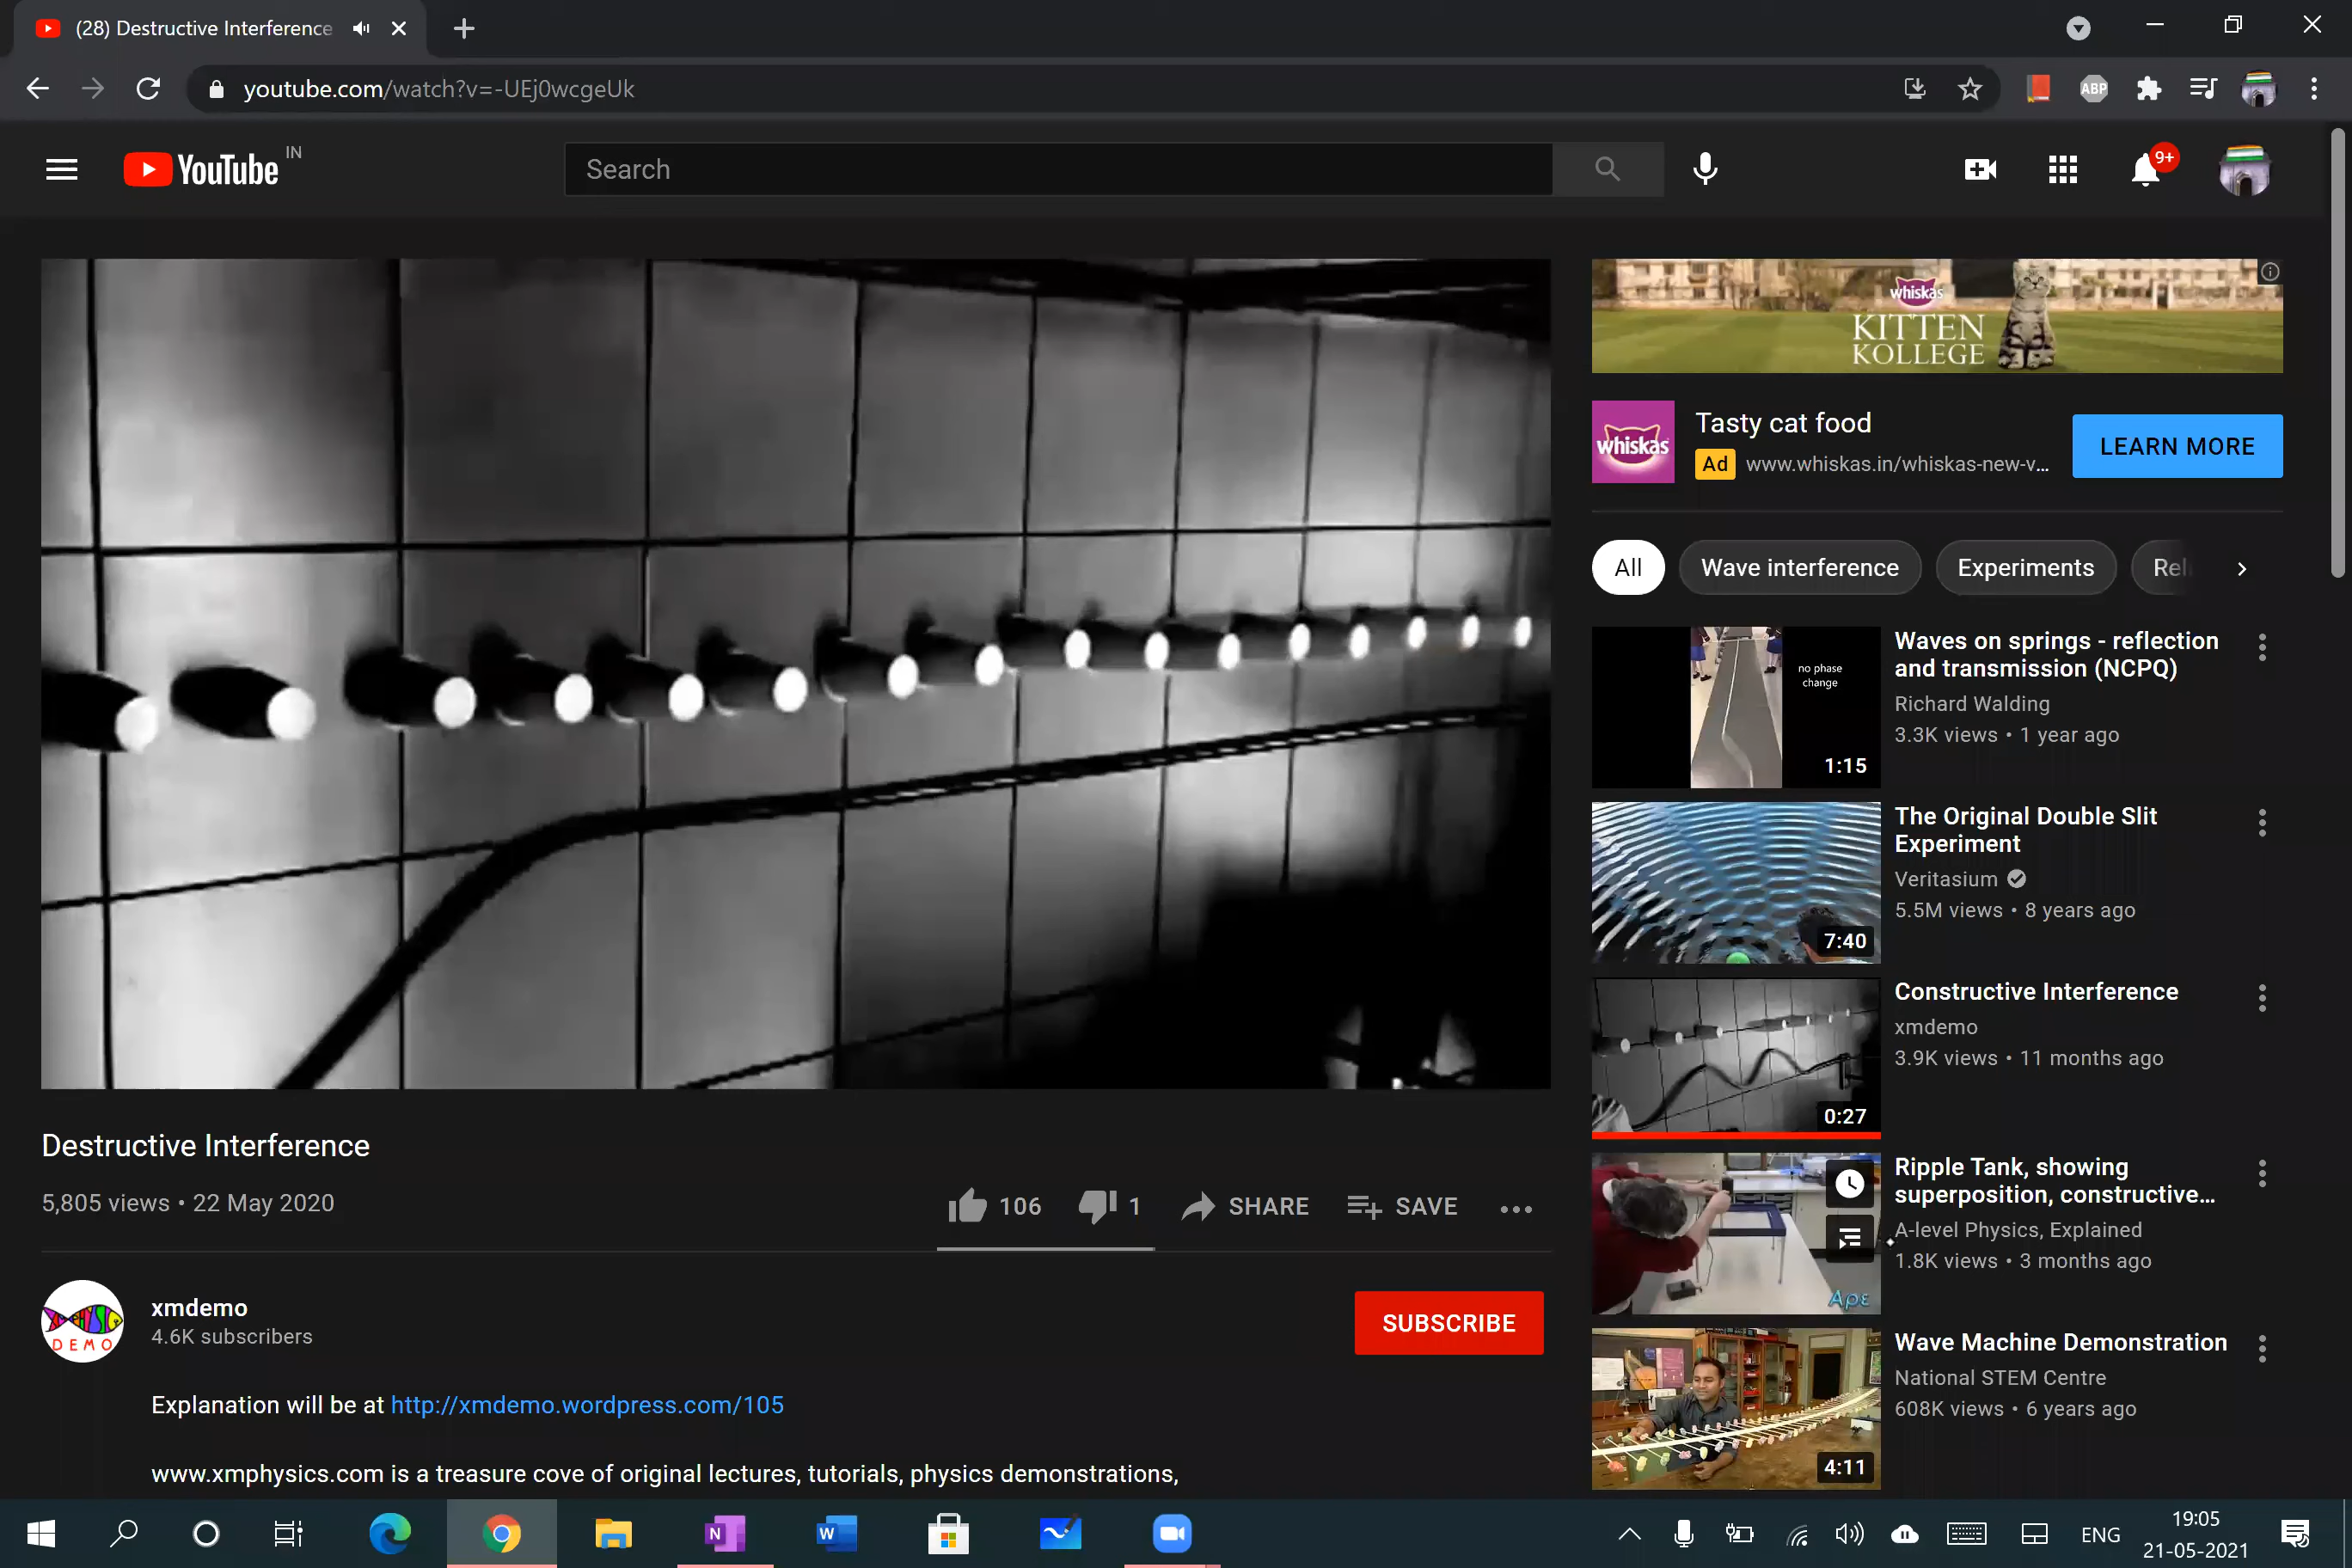 (28) Destructive Interference
youtube.com/watch?v=-UEj0wcgeUk
ABP
YouTube IN
Search
9+
whiskas
KITTEN
KOLLEGE
whiskas
Tasty cat food
Ad www.whiskas.in/whiskas-new-v...
LEARN MORE
All
Wave interference
Experiments
Rel
no phase
change
1:15
Waves on springs - reflection
and transmission (NCPQ)
Richard Walding
3.3K views • 1 year ago
7:40
The Original Double Slit
Experiment
Veritasium
5.5M views • 8 years ago
0:27
Constructive Interference
xmdemo
3.9K views • 11 months ago
Ape
Ripple Tank, showing
superposition, constructive...
A-level Physics, Explained
1.8K views • 3 months ago
4:11
Wave Machine Demonstration
National STEM Centre
608K views • 6 years ago
Destructive Interference
5,805 views • 22 May 2020
106
1
SHARE
SAVE
DEMO
xmdemo
4.6K subscribers
SUBSCRIBE
Explanation will be at http://xmdemo.wordpress.com/105
www.xmphysics.com is a treasure cove of original lectures, tutorials, physics demonstrations,
N
W
ENG
19:05
21-05-2021